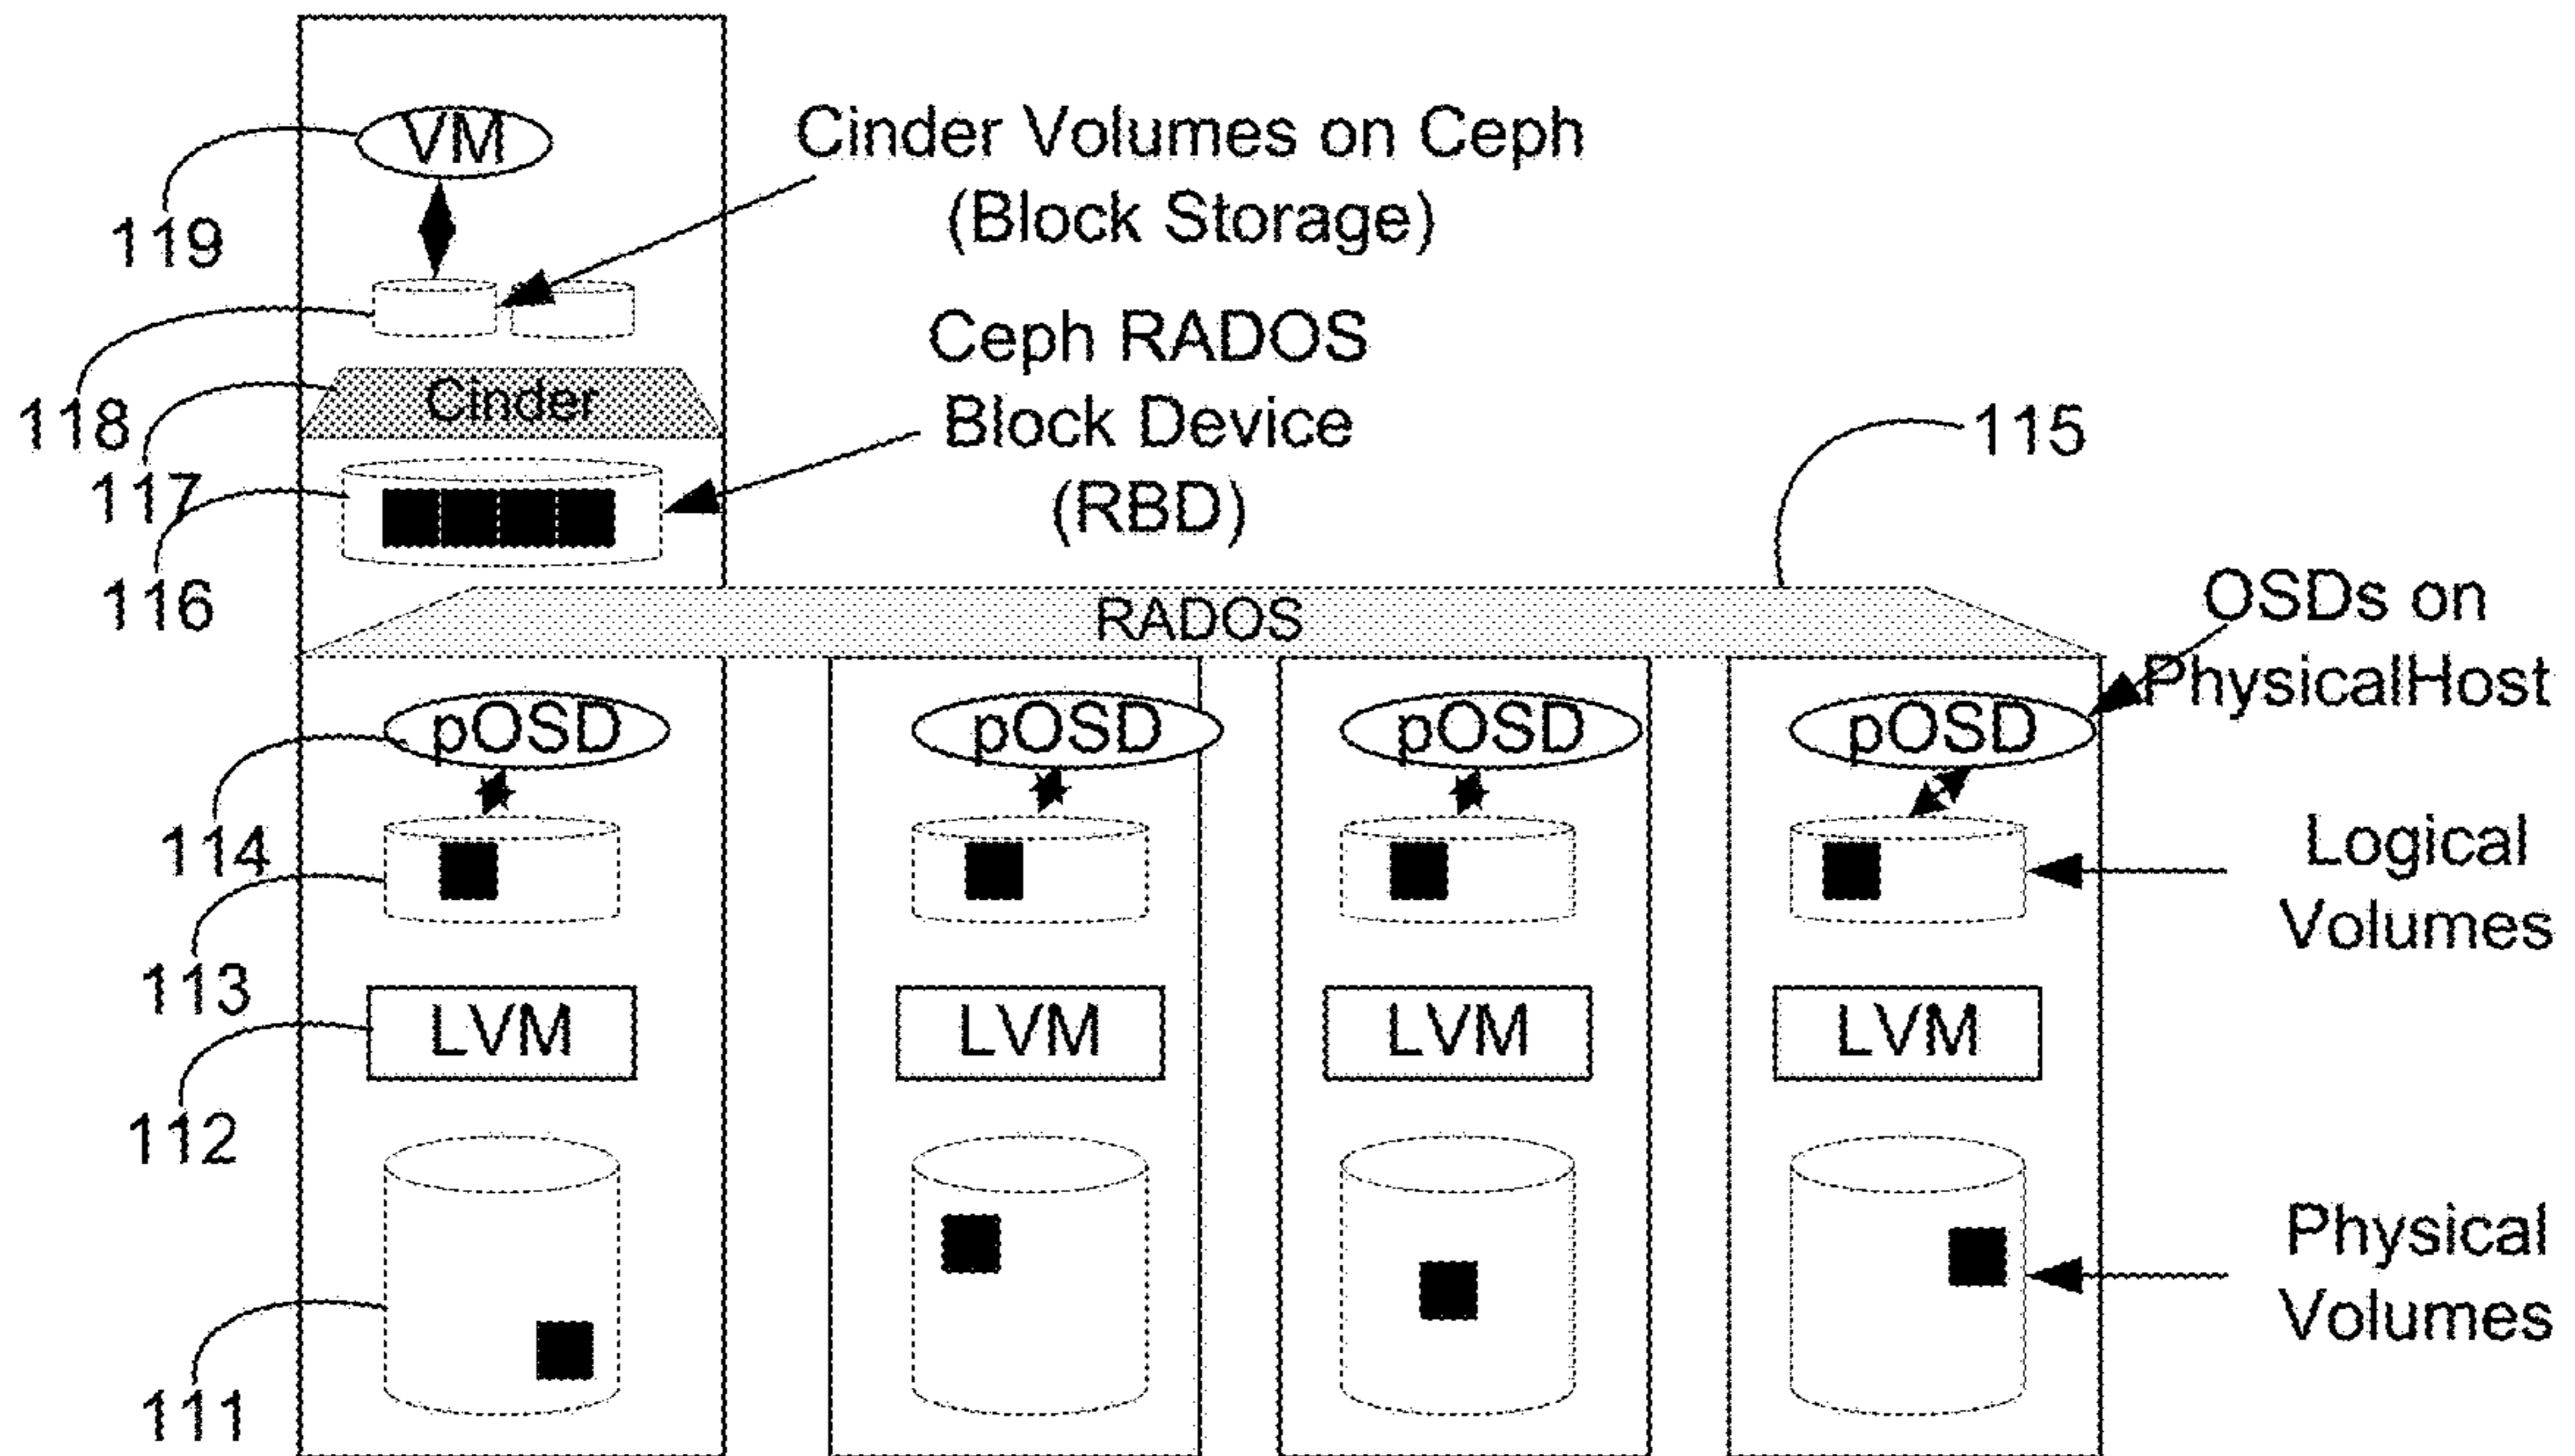 VM
Cinder Volumes on Ceph
(Block Storage)
119
Ceph RADOS
Block Device
(RBD)
118
Cinder
117
115
116
RADOS
OSDs on
PhysicalHost
pOSD
pOSD
pOSD
pOSD
114
Logical
Volumes
113
LVM
LVM
LVM
LVM
112
Physical
Volumes
111